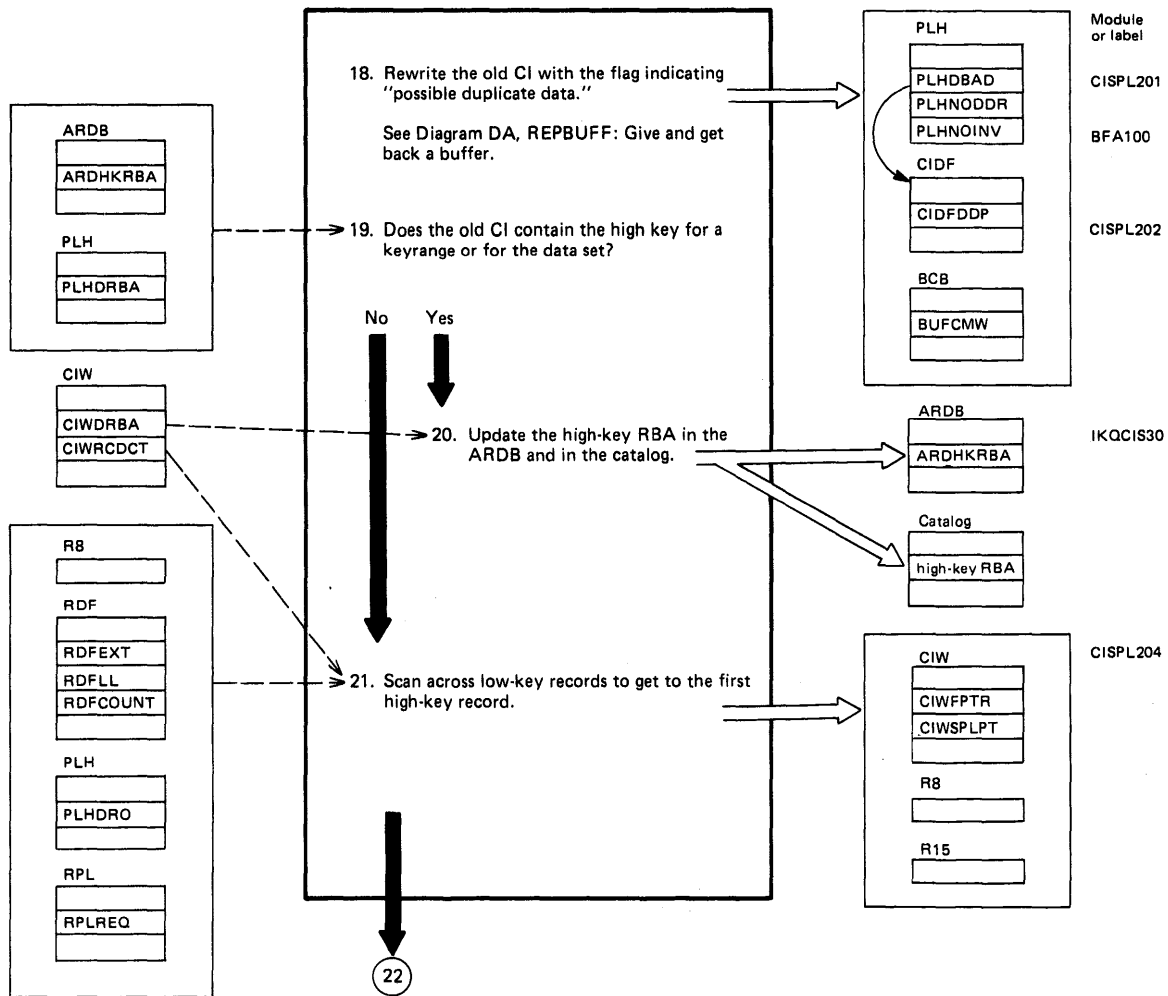 Module
or label
ARDB
ARDHKRBA
PLH
PLHDRBA
CIW
CIWDRBA
CIWRCDCT
R8
RDF
RDFEXT
RDFLL
RDFCOUNT
PLH
PLHDRO
RPL
RPLREQ
18. Rewrite the old CI with the flag indicating
"possible duplicate data."
See Diagram DA, REPBUFF: Give and get
back a buffer.
19. Does the old CI contain the high key for a
keyrange or for the data set?
No Yes
20. Update the high-key RBA in the
ARDB and in the catalog.
21. Scan across low-key records to get to the first
high-key record.
22
PLH
PLHDBAD
PLHNODDR
PLHNOINV
CIDF
CIDFDDP
BCB
BUFCMW
ARDB
ARDHKRBA
Catalog
high-key RBA
CIW
CIWFPTR
CIWSPLPT
R8
R15
CISPL201
BFA100
CISPL202
IKQCIS30
CISPL204